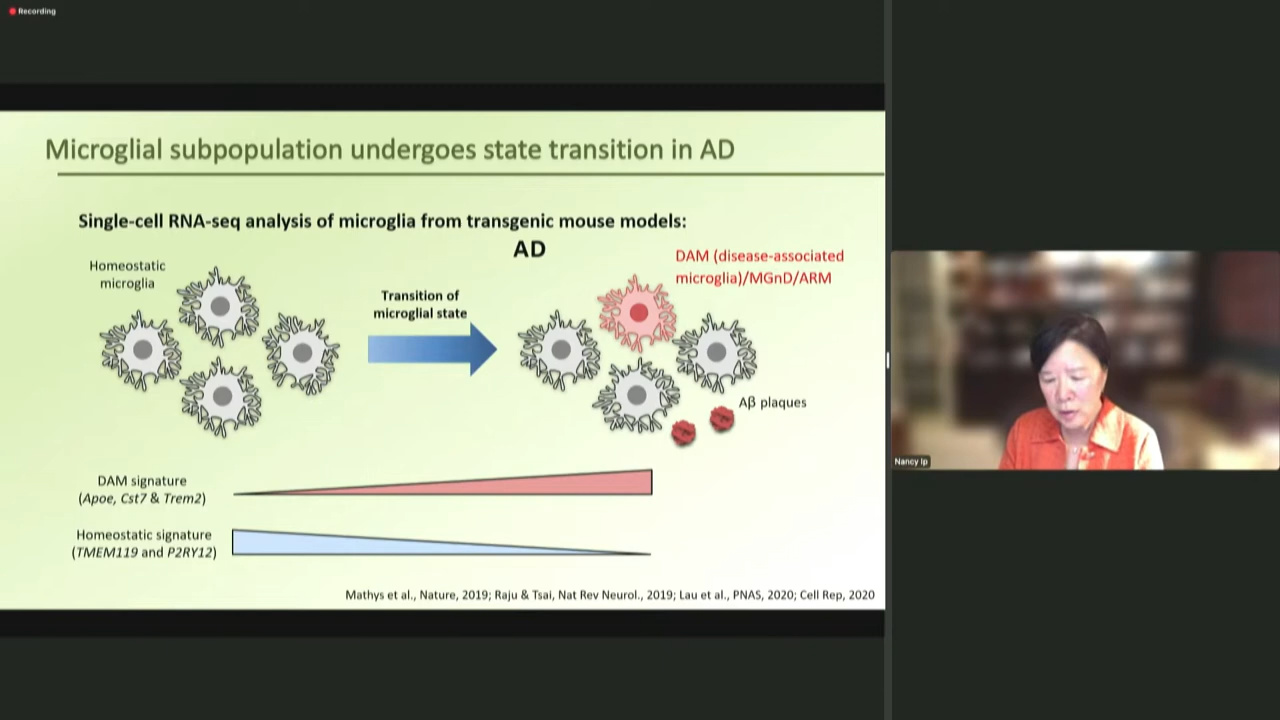 Recording
Microglial subpopulation undergoes state transition in AD
Single-cell RNA-seq analysis of microglia from transgenic mouse models:
AD
Homeostatic
microglia
Transition of
microglial state
DAM (disease-associated
microglia)/MGnD/ARM
Aβ plaques
DAM signature
(Apoe, Cst7 & Trem2)
Homeostatic signature
(TMEM119 and P2RY12)
Mathys et al., Nature, 2019; Raju & Tsai, Nat Rev Neurol., 2019; Lau et al., PNAS, 2020; Cell Rep, 2020
Nancy Ip